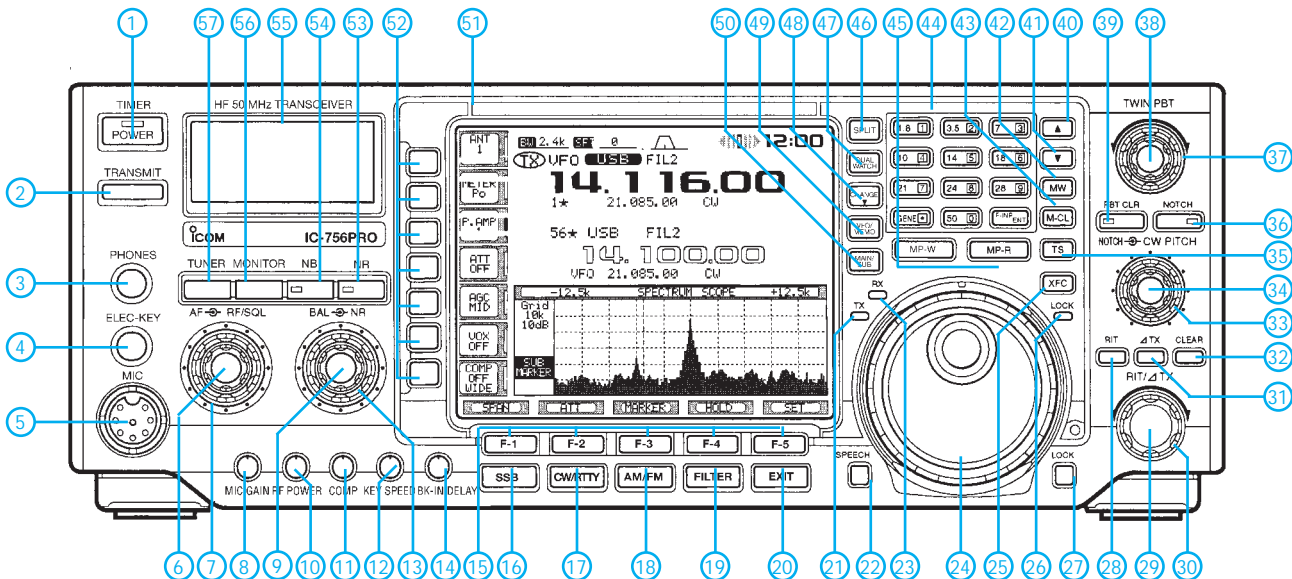 1 57 56 55 54 53 52 51 50 49 48 47 46 45 44 43 42 41 40 39 38
TIMER
POWER
HF 50 MHz TRANSCEIVER
TWIN PBT
2
TRANSMIT
ICOM IC-756PRO
TUNER MONITOR NB NR
PHONES
3
AF RF/SQL BAL NR
ELEC-KEY
4
MIC
5
ANT
1
METER
Po
P.AMP
ATT
OFF
AGC
MID
VOX
OFF
COMP
OFF
WIDE
BW 2.4k SFT 0 12:00
TX VFO USB FIL2
14.116.00
1★ 21.085.00 CW
56★ USB FIL2
14.100.00
VFO 21.085.00 CW
-12.5k SPECTRUM SCOPE +12.5k
Grid
10k
10dB
SUB
MARKER
SPAN ATT MARKER HOLD SET
F-1 F-2 F-3 F-4 F-5
SSB CW/RTTY AM/FM FILTER EXIT
SPLIT
DUAL
WATCH
CHANGE
▼
VFO/
MEMO
MAIN/
SUB
1.8 1 3.5 2 7 3 ▲
10 4 14 5 18 6 ▼
21 7 24 8 28 9 MW
GENE • 50 0 F-INP ENT M-CL
MP-W MP-R TS
RX
TX
XFC
LOCK
SPEECH
LOCK
37
PBT CLR NOTCH
36
NOTCH CW PITCH
35
34
33
RIT ⊿TX CLEAR
32
RIT/⊿TX
31
MIC GAIN RF POWER COMP KEY SPEED BK-IN DELAY
6 7 8 9 10 11 12 13 14 15 16 17 18 19 20 21 22 23 24 25 26 27 28 29 30